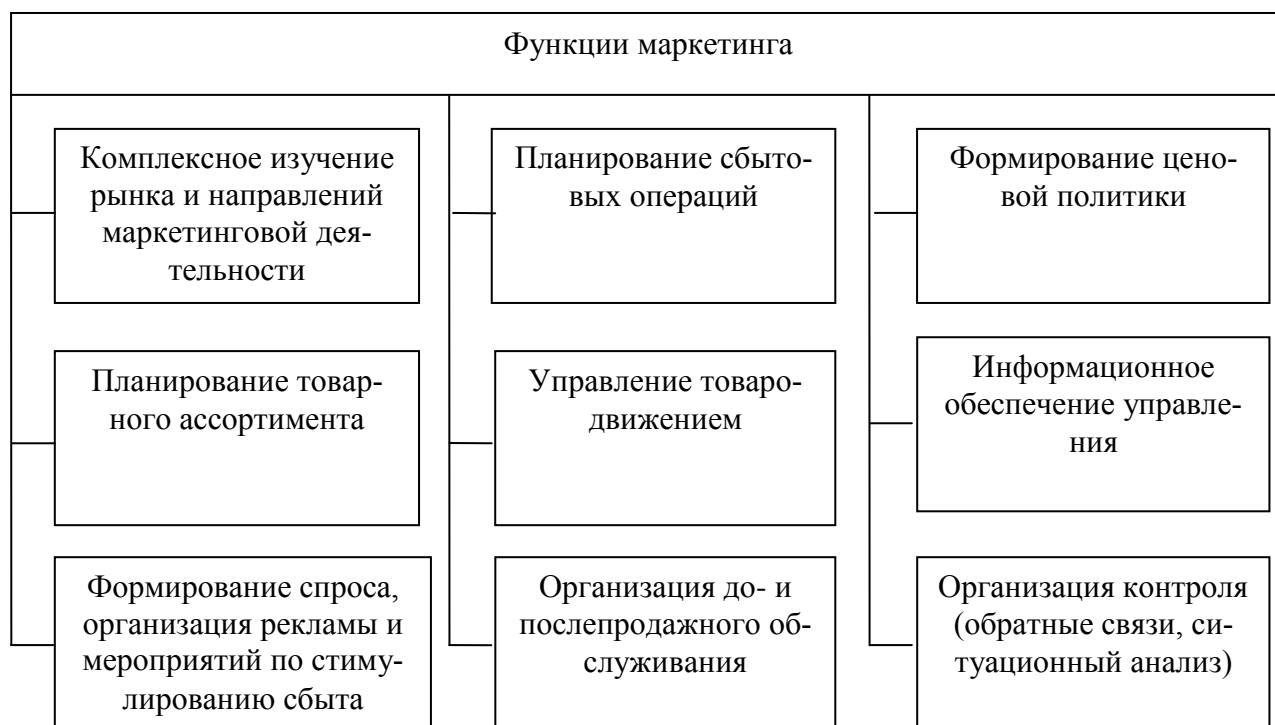 Функции маркетинга
Комплексное изучение
рынка и направлений
маркетинговой дея-
тельности
Планирование сбыто-
вых операций
Формирование цено-
вой политики
Планирование товар-
ного ассортимента
Управление товаро-
движением
Информационное
обеспечение управле-
ния
Формирование спроса,
организация рекламы и
мероприятий по стиму-
лированию сбыта
Организация до- и
послепродажного об-
служивания
Организация контроля
(обратные связи, си-
туационный анализ)